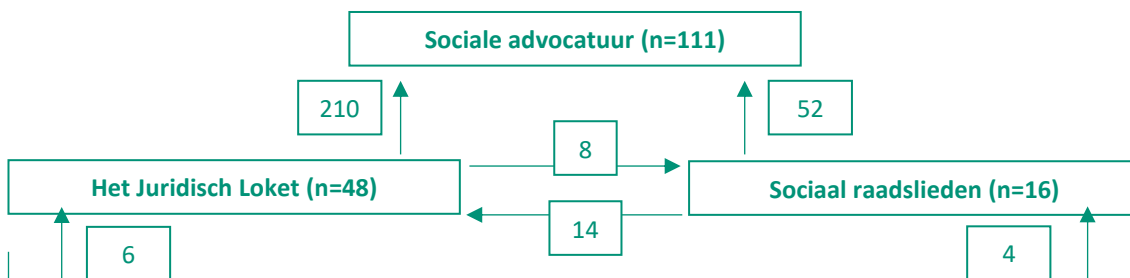 Sociale advocatuur (n=111)
210
52
8
Het Juridisch Loket (n=48)
Sociaal raadslieden (n=16)
14
6
4